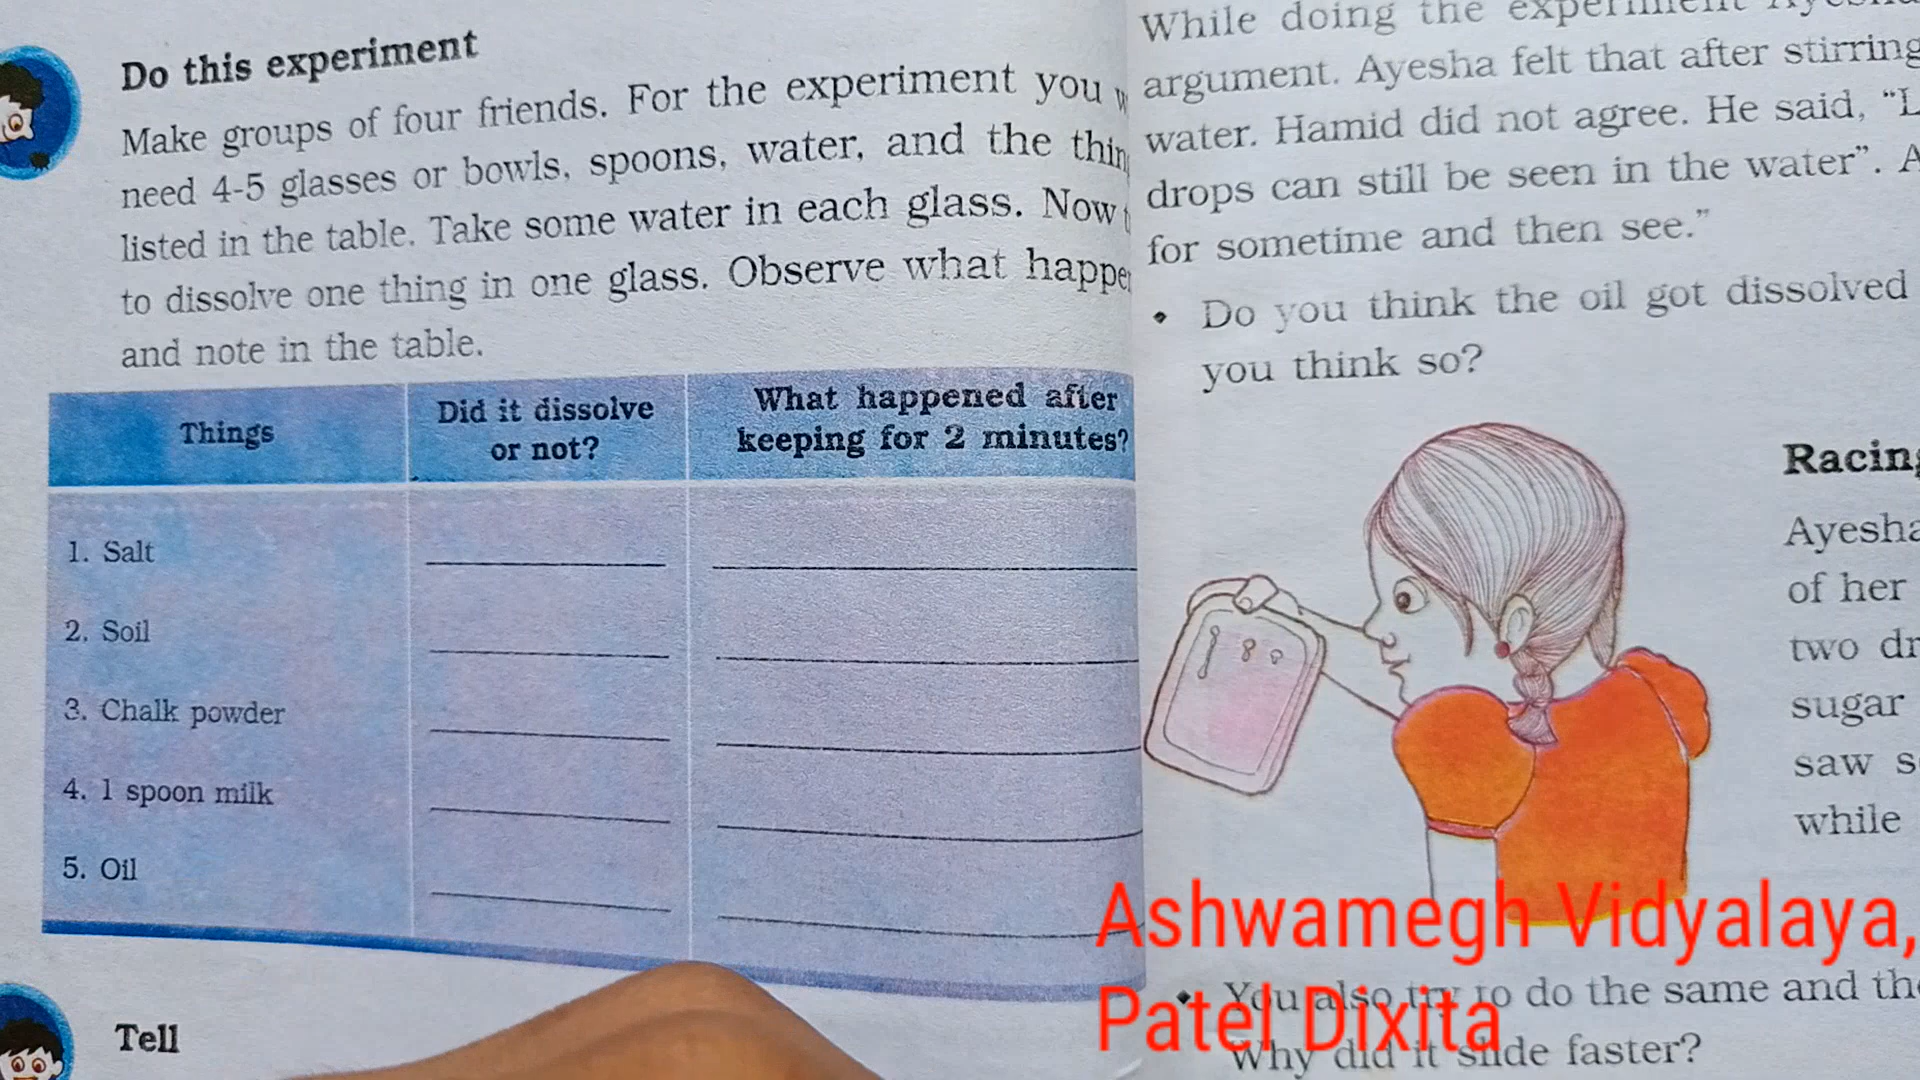 Do this experiment
Make groups of four friends. For the experiment you
need 4-5 glasses or bowls, spoons, water, and the
listed in the table. Take some water in each glass. Now
to dissolve one thing in one glass. Observe what
and note in the table.
Things
Did it dissolve
or not?
What happened after
keeping for 2 minutes?
1. Salt
2. Soil
3. Chalk powder
4. 1 spoon milk
5. Oil
Tell
While doing the experiment
argument. Ayesha felt that after stirring
water. Hamid did not agree. He said,
drops can still be seen in the water”.
for sometime and then see.”
• Do you think the oil got dissolved
you think so?
Ayesha
of her
two
sugar
saw
while
• You also try to do the same and
Why did it slide faster?
Ashwamegh Vidyalaya,
Patel Dixita